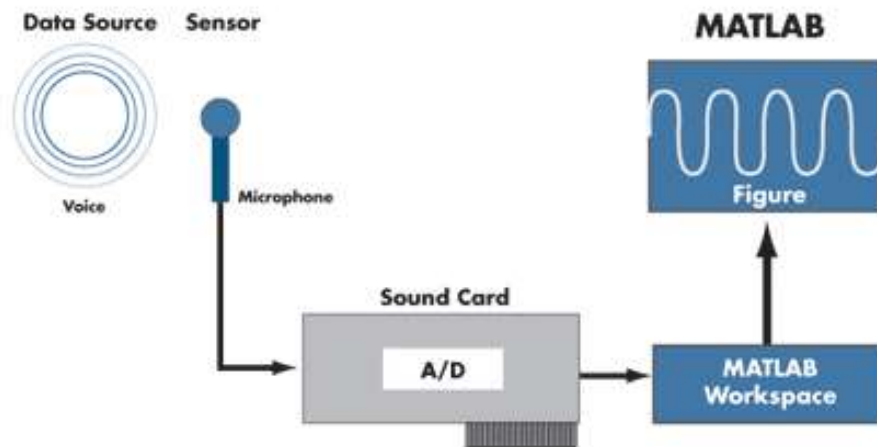 Data Source
Sensor
MATLAB
Voice
Microphone
Figure
Sound Card
A/D
MATLAB
Workspace